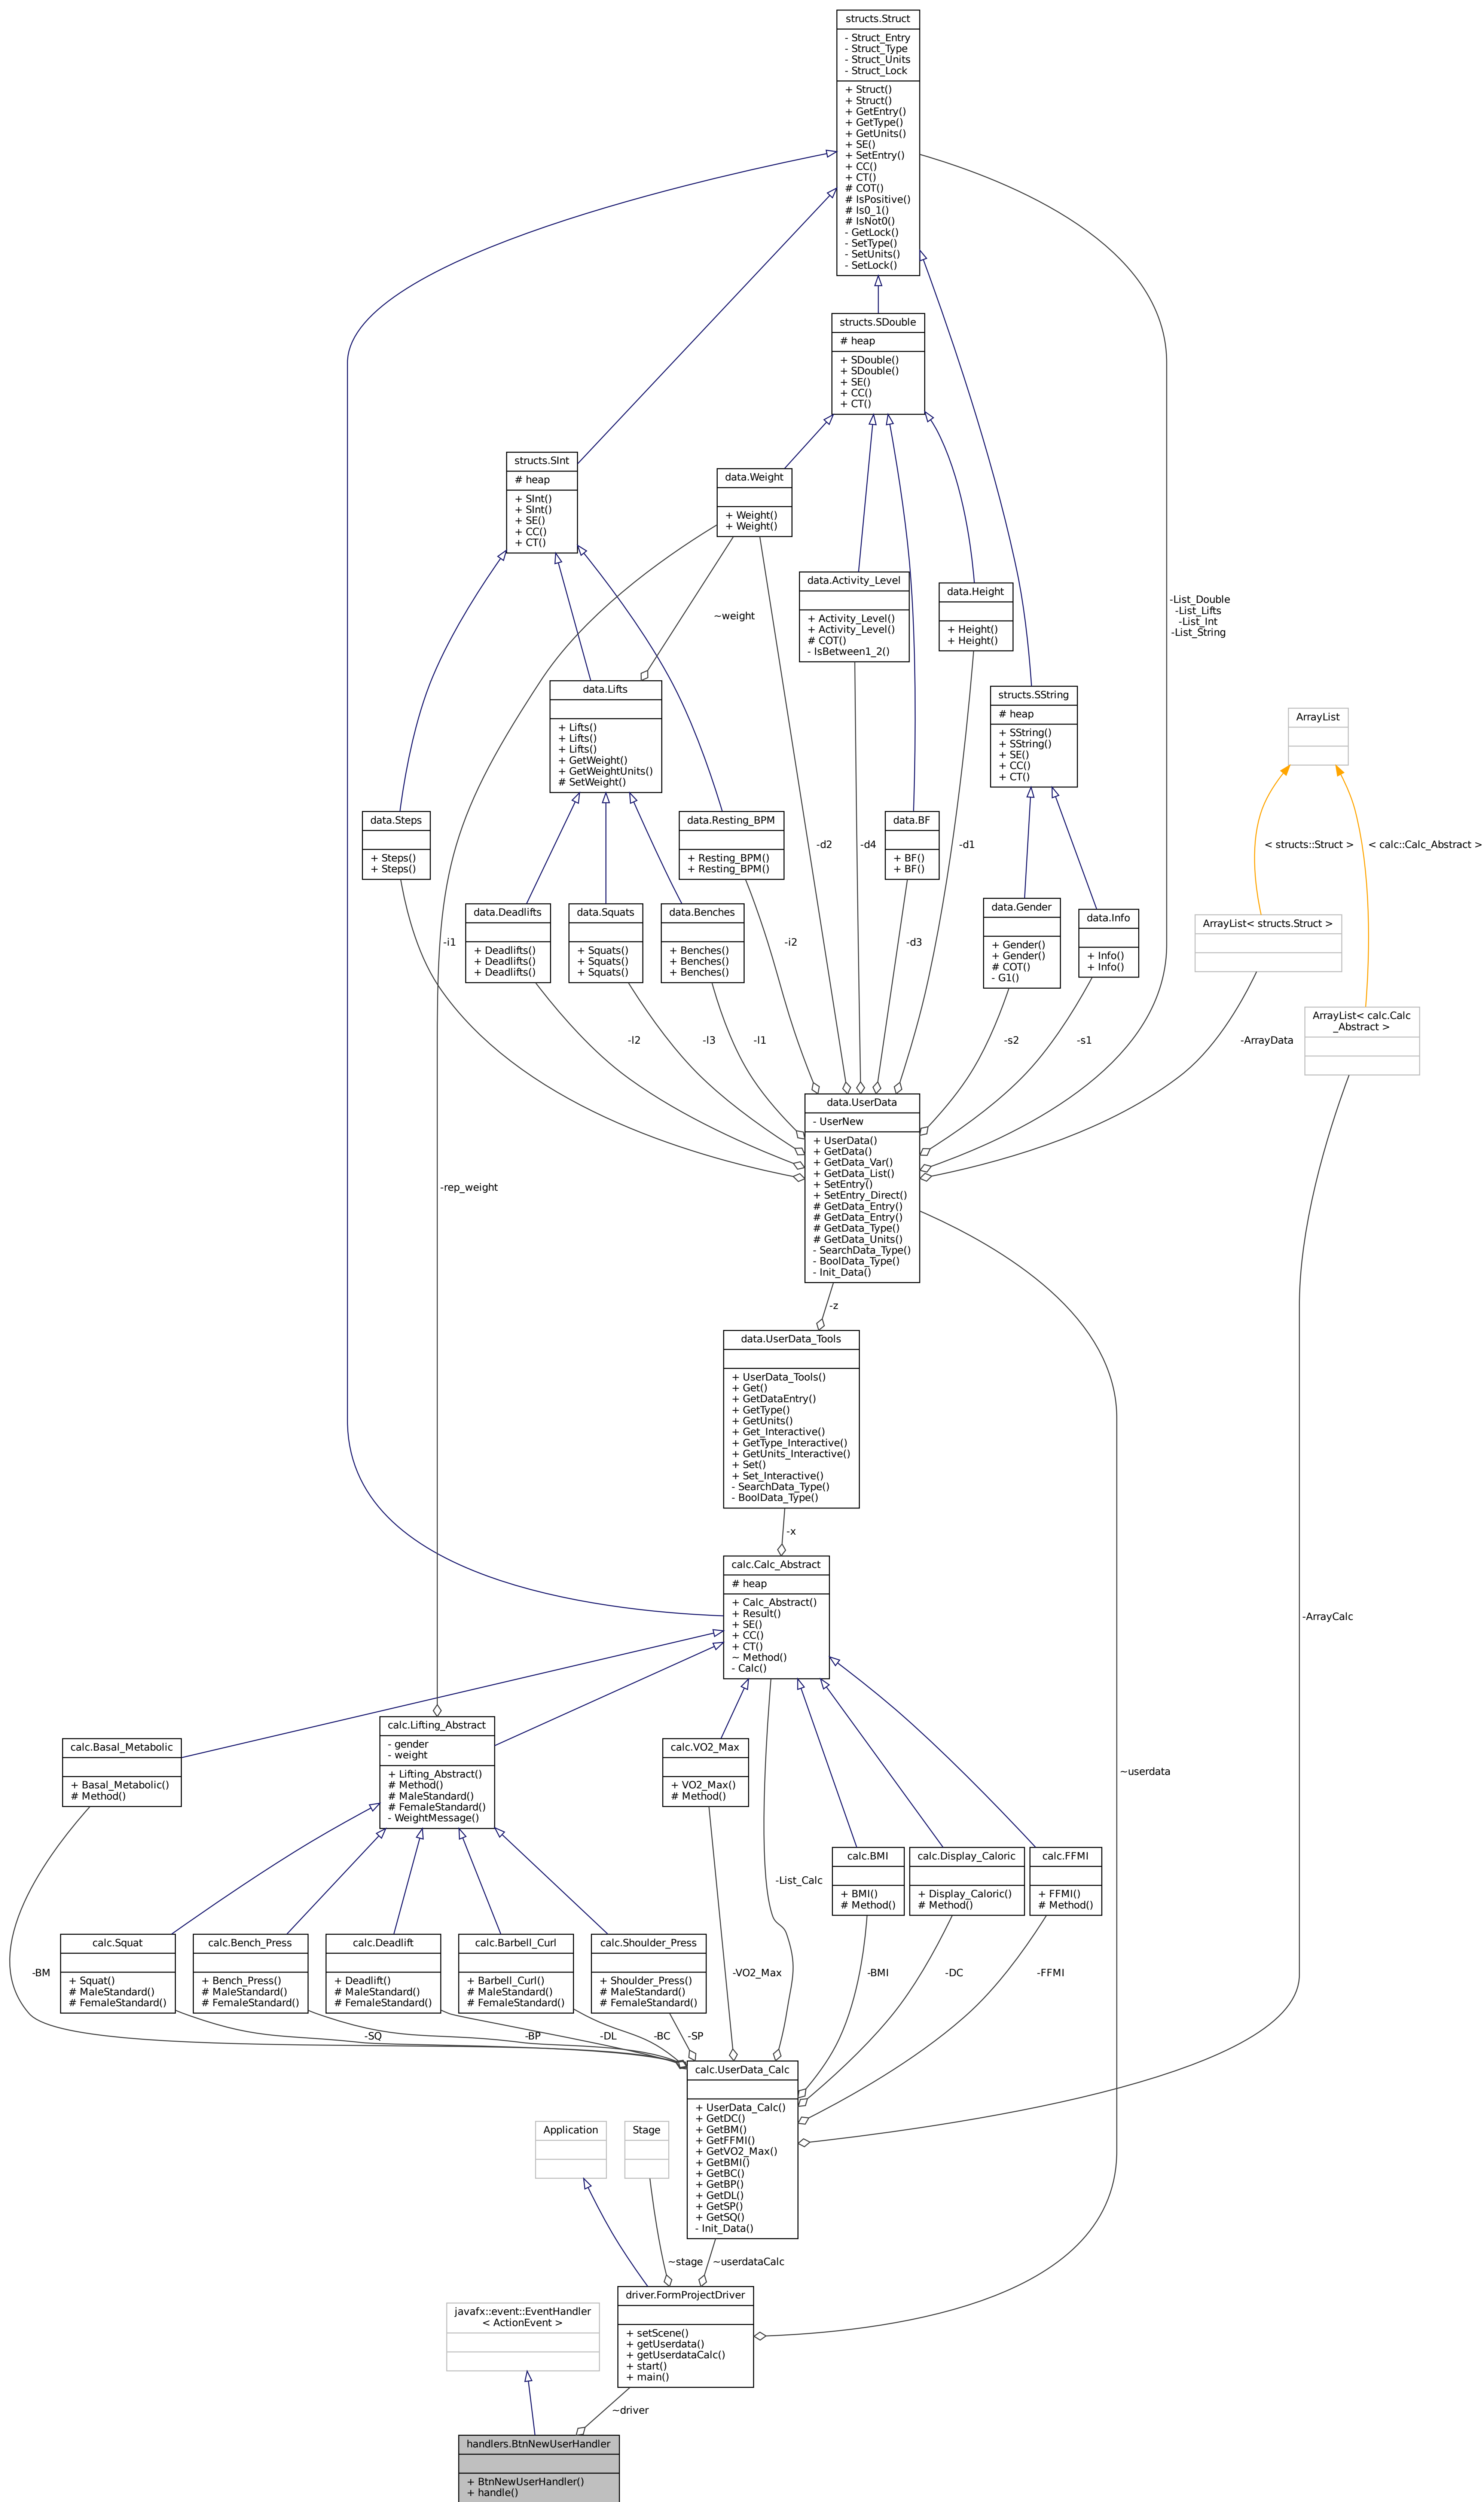 structs.Struct
- Struct_Entry
- Struct_Type
- Struct_Units
- Struct_Lock
+ Struct()
+ Struct()
+ GetEntry()
+ GetType()
+ GetUnits()
+ SE()
+ SetEntry()
+ CC()
+ CT()
# COT()
# IsPositive()
# Is0_1()
# IsNot0()
- GetLock()
- SetType()
- SetUnits()
- SetLock()
structs.SDouble
# heap
+ SDouble()
+ SDouble()
+ SE()
+ CC()
+ CT()
structs.SInt
# heap
+ SInt()
+ SInt()
+ SE()
+ CC()
+ CT()
data.Weight
+ Weight()
+ Weight()
data.Activity_Level
+ Activity_Level()
+ Activity_Level()
# COT()
- IsBetween1_2()
data.Height
+ Height()
+ Height()
-List_Double
-List_Lifts
-List_Int
-List_String
~weight
data.Lifts
+ Lifts()
+ Lifts()
+ Lifts()
+ GetWeight()
+ GetWeightUnits()
# SetWeight()
structs.SString
# heap
+ SString()
+ SString()
+ SE()
+ CC()
+ CT()
ArrayList
data.Steps
+ Steps()
+ Steps()
data.Resting_BPM
+ Resting_BPM()
+ Resting_BPM()
data.BF
+ BF()
+ BF()
-d2
-d4
-d1
< structs::Struct >
< calc::Calc_Abstract >
data.Deadlifts
+ Deadlifts()
+ Deadlifts()
+ Deadlifts()
data.Squats
+ Squats()
+ Squats()
+ Squats()
data.Benches
+ Benches()
+ Benches()
+ Benches()
data.Gender
+ Gender()
+ Gender()
# COT()
- G1()
data.Info
+ Info()
+ Info()
ArrayList< structs.Struct >
-i1
-i2
-d3
ArrayList< calc.Calc
_Abstract >
-l2
-l3
-l1
-s2
-s1
-ArrayData
data.UserData
- UserNew
+ UserData()
+ GetData()
+ GetData_Var()
+ GetData_List()
+ SetEntry()
+ SetEntry_Direct()
# GetData_Entry()
# GetData_Entry()
# GetData_Type()
# GetData_Units()
- SearchData_Type()
- BoolData_Type()
- Init_Data()
-rep_weight
-z
data.UserData_Tools
+ UserData_Tools()
+ Get()
+ GetDataEntry()
+ GetType()
+ GetUnits()
+ Get_Interactive()
+ GetType_Interactive()
+ GetUnits_Interactive()
+ Set()
+ Set_Interactive()
- SearchData_Type()
- BoolData_Type()
-x
calc.Calc_Abstract
# heap
+ Calc_Abstract()
+ Result()
+ SE()
+ CC()
+ CT()
~ Method()
- Calc()
-ArrayCalc
calc.Basal_Metabolic
+ Basal_Metabolic()
# Method()
calc.Lifting_Abstract
- gender
- weight
+ Lifting_Abstract()
# Method()
# MaleStandard()
# FemaleStandard()
- WeightMessage()
calc.VO2_Max
+ VO2_Max()
# Method()
~userdata
-List_Calc
calc.BMI
+ BMI()
# Method()
calc.Display_Caloric
+ Display_Caloric()
# Method()
calc.FFMI
+ FFMI()
# Method()
calc.Squat
+ Squat()
# MaleStandard()
# FemaleStandard()
calc.Bench_Press
+ Bench_Press()
# MaleStandard()
# FemaleStandard()
calc.Deadlift
+ Deadlift()
# MaleStandard()
# FemaleStandard()
calc.Barbell_Curl
+ Barbell_Curl()
# MaleStandard()
# FemaleStandard()
calc.Shoulder_Press
+ Shoulder_Press()
# MaleStandard()
# FemaleStandard()
-BM
-VO2_Max
-BMI
-DC
-FFMI
-SQ
-BP
-DL
-BC
-SP
calc.UserData_Calc
+ UserData_Calc()
+ GetDC()
+ GetBM()
+ GetFFMI()
+ GetVO2_Max()
+ GetBMI()
+ GetBC()
+ GetBP()
+ GetDL()
+ GetSP()
+ GetSQ()
- Init_Data()
Application
Stage
~stage
~userdataCalc
driver.FormProjectDriver
+ setScene()
+ getUserdata()
+ getUserdataCalc()
+ start()
+ main()
javafx::event::EventHandler
< ActionEvent >
~driver
handlers.BtnNewUserHandler
+ BtnNewUserHandler()
+ handle()